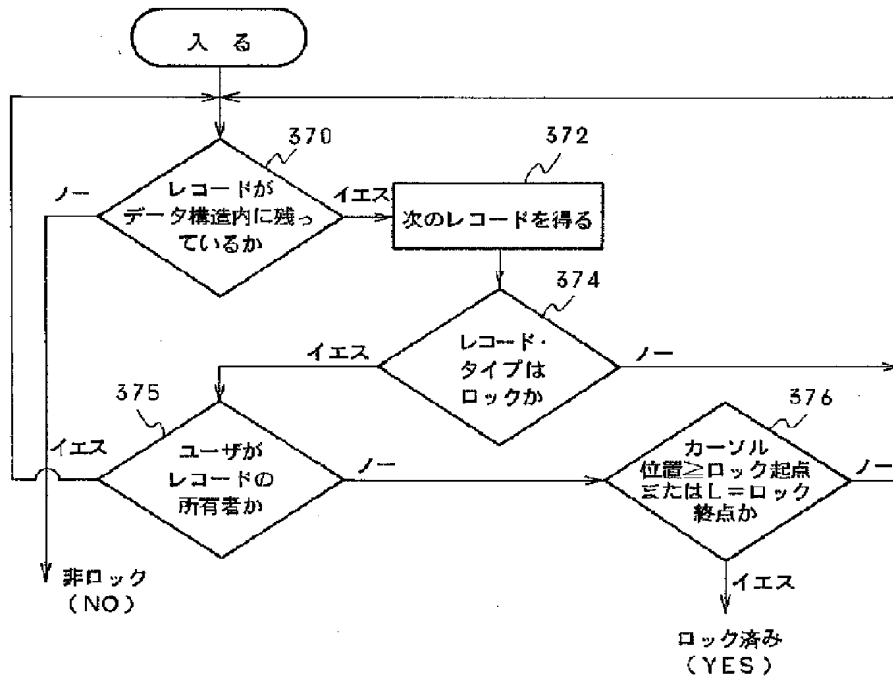 入る
370
レコードが
データ構造内に残っ
ているか
ノー
イエス
372
次のレコードを得る
374
レコード・
タイプは
ロックか
イエス
ノー
375
ユーザが
レコードの
所有者か
イエス
ノー
376
カーソル
位置≧ロック起点
またはL=ロック
終点か
ノー
イエス
非ロック
(NO)
ロック済み
(YES)